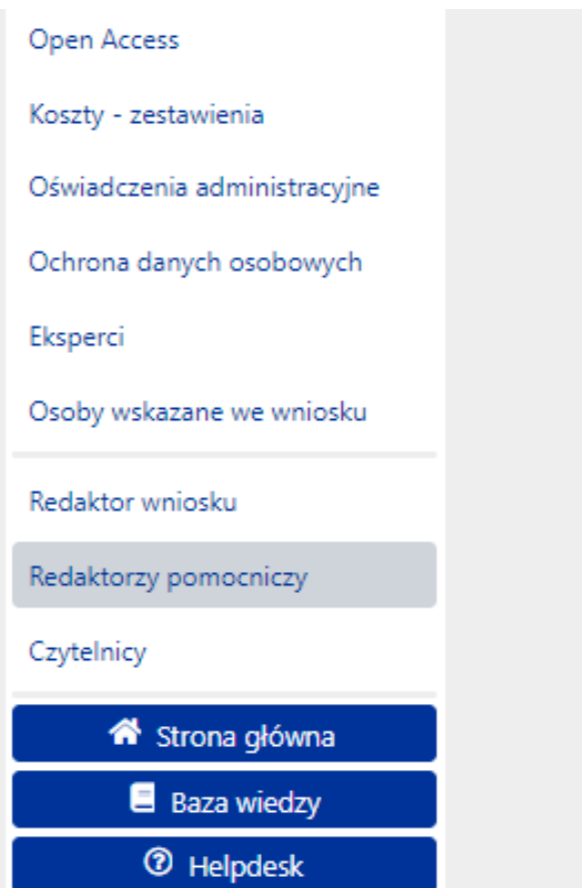 Open Access
Koszty - zestawienia
Oświadczenia administracyjne
Ochrona danych osobowych
Eksperci
Osoby wskazane we wniosku
Redaktor wniosku
Redaktorzy pomocniczy
Czytelnicy
Strona główna
Baza wiedzy
Helpdesk